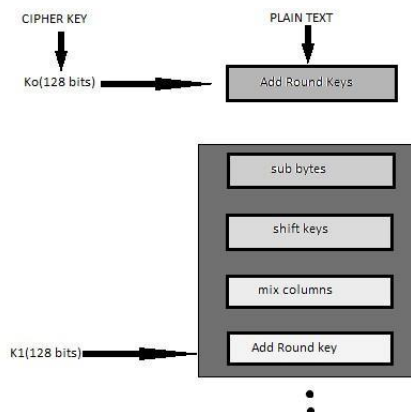 CIPHER KEY
PLAIN TEXT
Ko(128 bits)
Add Round Keys
sub bytes
shift keys
mix columns
K1(128 bits)
Add Round key